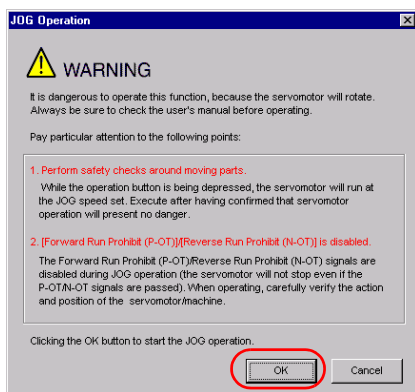 JOG Operation
WARNING
It is dangerous to operate this function, because the servomotor will rotate.
Always be sure to check the user's manual before operating.
Pay particular attention to the following points:
1. Perform safety checks around moving parts.
While the operation button is being depressed, the servomotor will run at
the JOG speed set. Execute after having confirmed that servomotor
operation will present no danger.
2. [Forward Run Prohibit (P-OT)]/[Reverse Run Prohibit (N-OT)] is disabled.
The Forward Run Prohibit (P-OT)/Reverse Run Prohibit (N-OT) signals are
disabled during JOG operation (the servomotor will not stop even if the
P-OT/N-OT signals are passed). When operating, carefully verify the action
and position of the servomotor/machine.
Clicking the OK button to start the JOG operation.
OK
Cancel